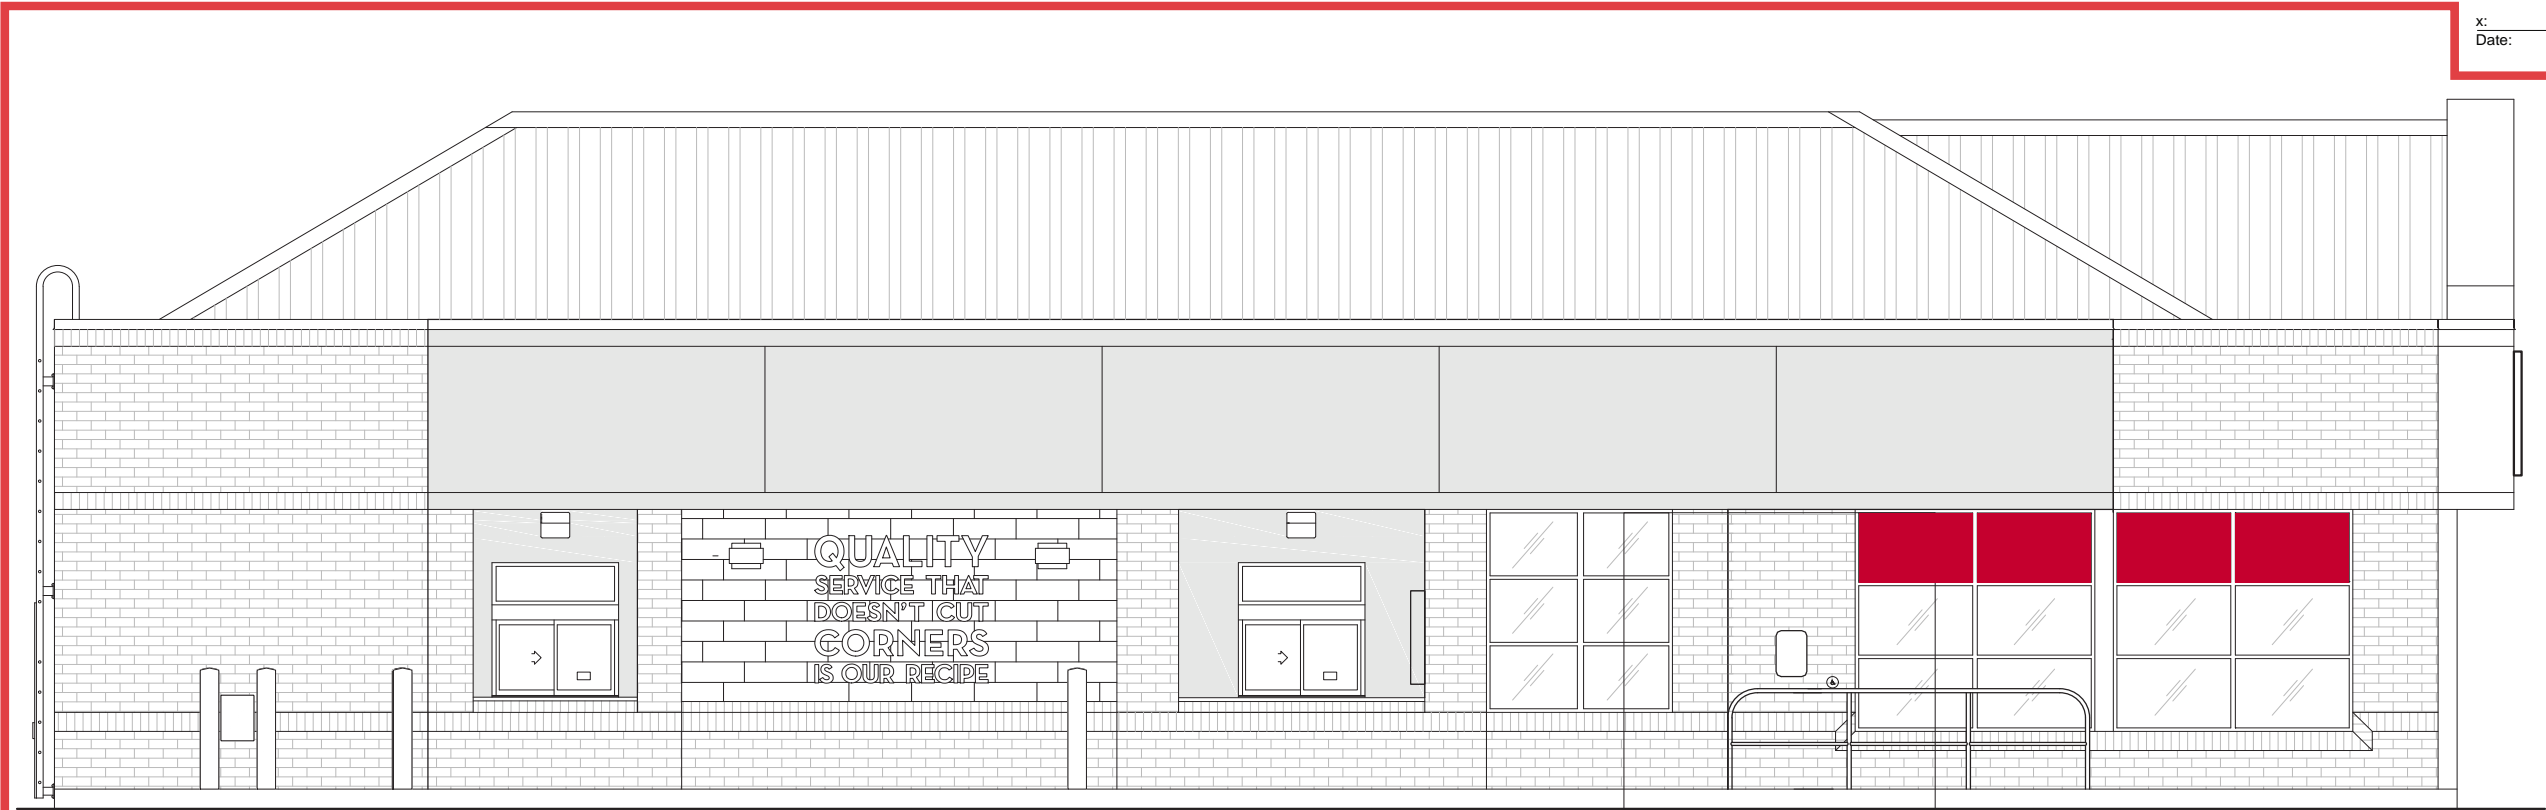 x:
Date:
QUALITY
SERVICE THAT
DOESN'T CUT
CORNERS
IS OUR RECIPE